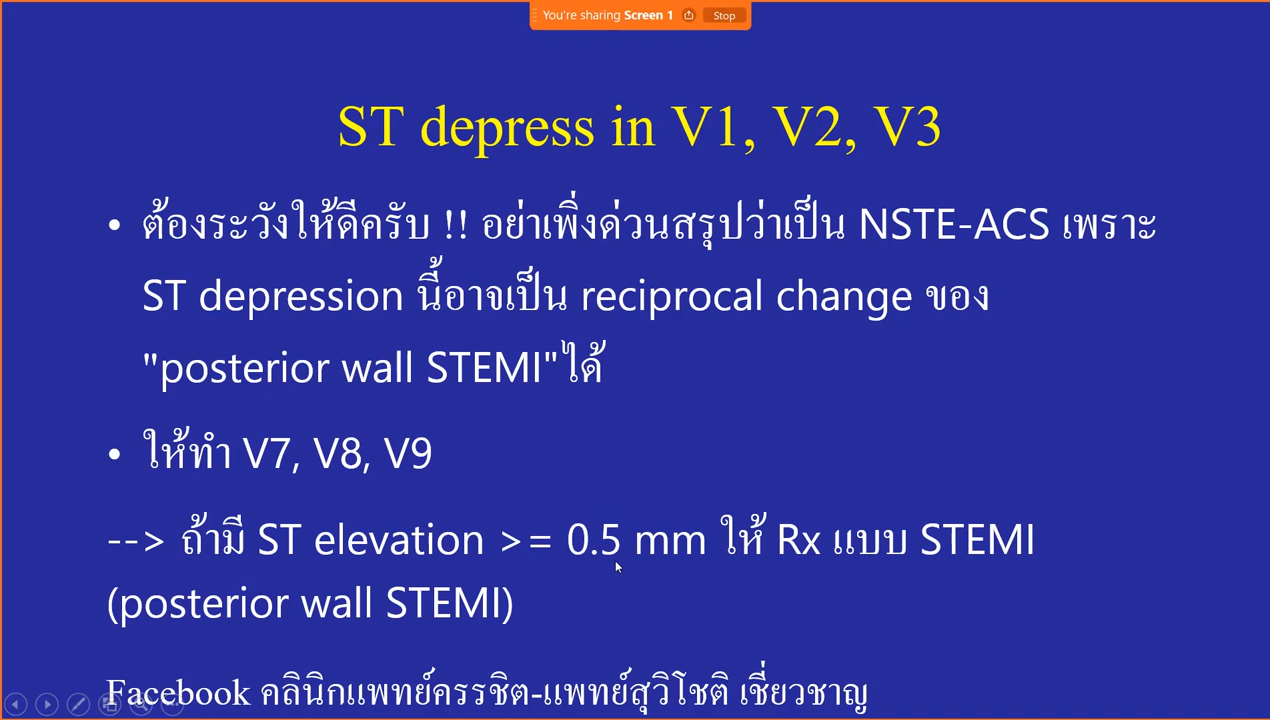 You're sharing Screen 1 Stop
ST depress in V1, V2, V3
• ต้องระวังให้ดีครับ !! อย่าเพิ่งด่วนสรุปว่าเป็น NSTE-ACS เพราะ
ST depression นี้อาจเป็น reciprocal change ของ
"posterior wall STEMI"ได้
• ให้ทำ V7, V8, V9
--> ถ้ามี ST elevation >= 0.5 mm ให้ Rx แบบ STEMI
(posterior wall STEMI)
Facebook คลินิกแพทย์ครรชิต-แพทย์สุวิโชติ เชี่ยวชาญ